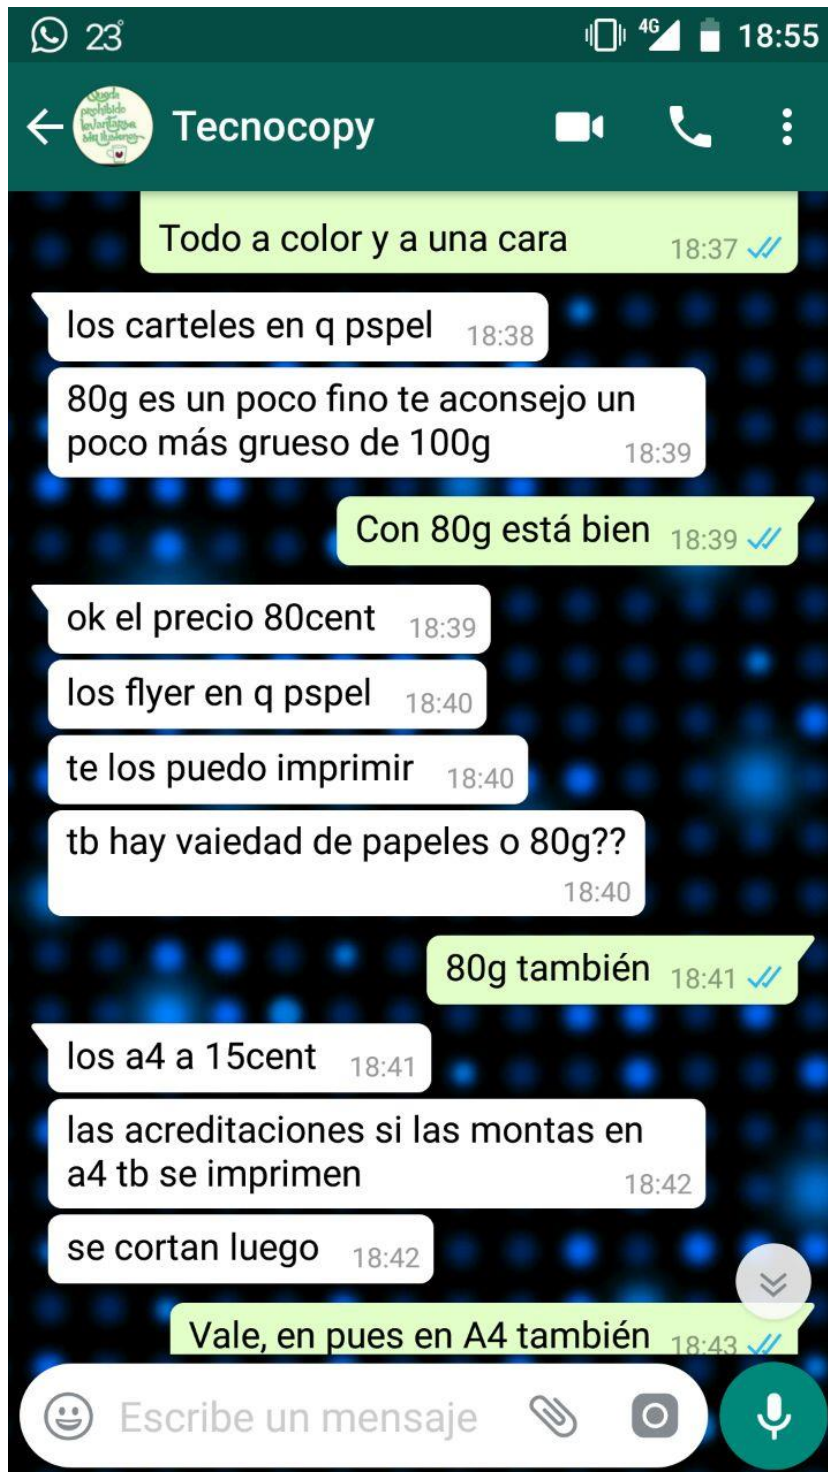 23°
4G 18:55
Queda
prohibido
levantarse
sin ilusiones
Tecnocopy
Todo a color y a una cara 18:37
los carteles en q pspel 18:38
80g es un poco fino te aconsejo un
poco más grueso de 100g 18:39
Con 80g está bien 18:39
ok el precio 80cent 18:39
los flyer en q pspel 18:40
te los puedo imprimir 18:40
tb hay vaiedad de papeles o 80g??
18:40
80g también 18:41
los a4 a 15cent 18:41
las acreditaciones si las montas en
a4 tb se imprimen 18:42
se cortan luego 18:42
Vale, en pues en A4 también 18:43
Escribe un mensaje